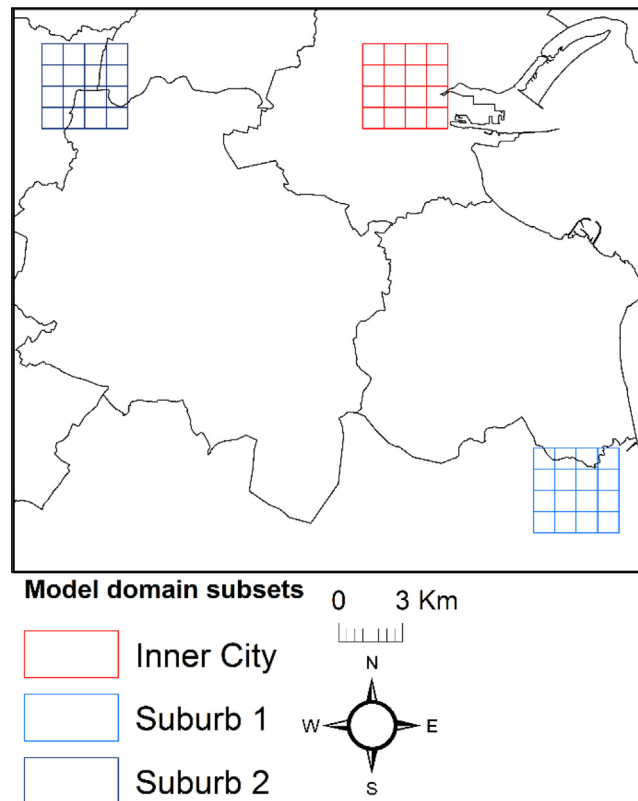 Model domain subsets
0 3 Km
Inner City
N
Suburb 1
W E
Suburb 2
S